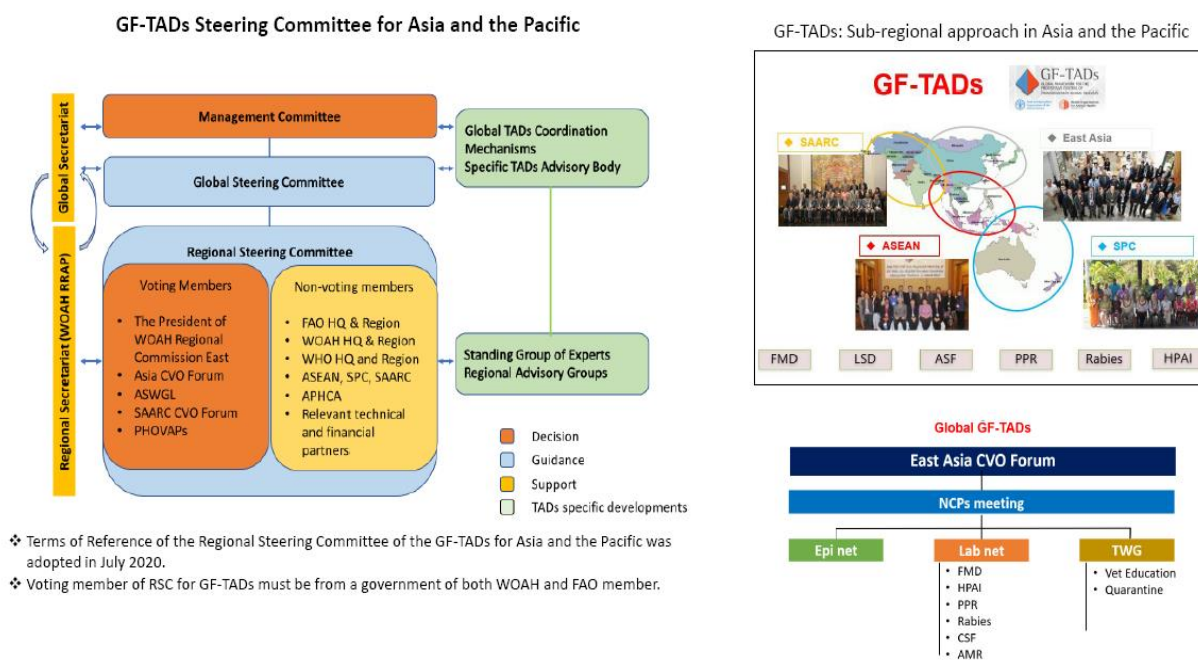 GF-TADs Steering Committee for Asia and the Pacific
Global Secretariat
Regional Secretariat (WOAH RRAP)
Management Committee
Global Steering Committee
Global TADs Coordination
Mechanisms
Specific TADs Advisory Body
Regional Steering Committee
Voting Members
• The President of
WOAH Regional
Commission East
• Asia CVO Forum
• ASWGL
• SAARC CVO Forum
• PHOVAPs
Non-voting members
• FAO HQ & Region
• WOAH HQ & Region
• WHO HQ and Region
• ASEAN, SPC, SAARC
• APHCA
• Relevant technical
and financial
partners
Standing Group of Experts
Regional Advisory Groups
Decision
Guidance
Support
TADs specific developments
❖ Terms of Reference of the Regional Steering Committee of the GF-TADs for Asia and the Pacific was
adopted in July 2020.
❖ Voting member of RSC for GF-TADs must be from a government of both WOAH and FAO member.
GF-TADs: Sub-regional approach in Asia and the Pacific
GF-TADs
GF-TADs
◆ SAARC
◆ East Asia
◆ ASEAN
◆ SPC
FMD
LSD
ASF
PPR
Rabies
HPAI
Global GF-TADs
East Asia CVO Forum
NCPs meeting
Epi net
Lab net
• FMD
• HPAI
• PPR
• Rabies
• CSF
• AMR
TWG
• Vet Education
• Quarantine